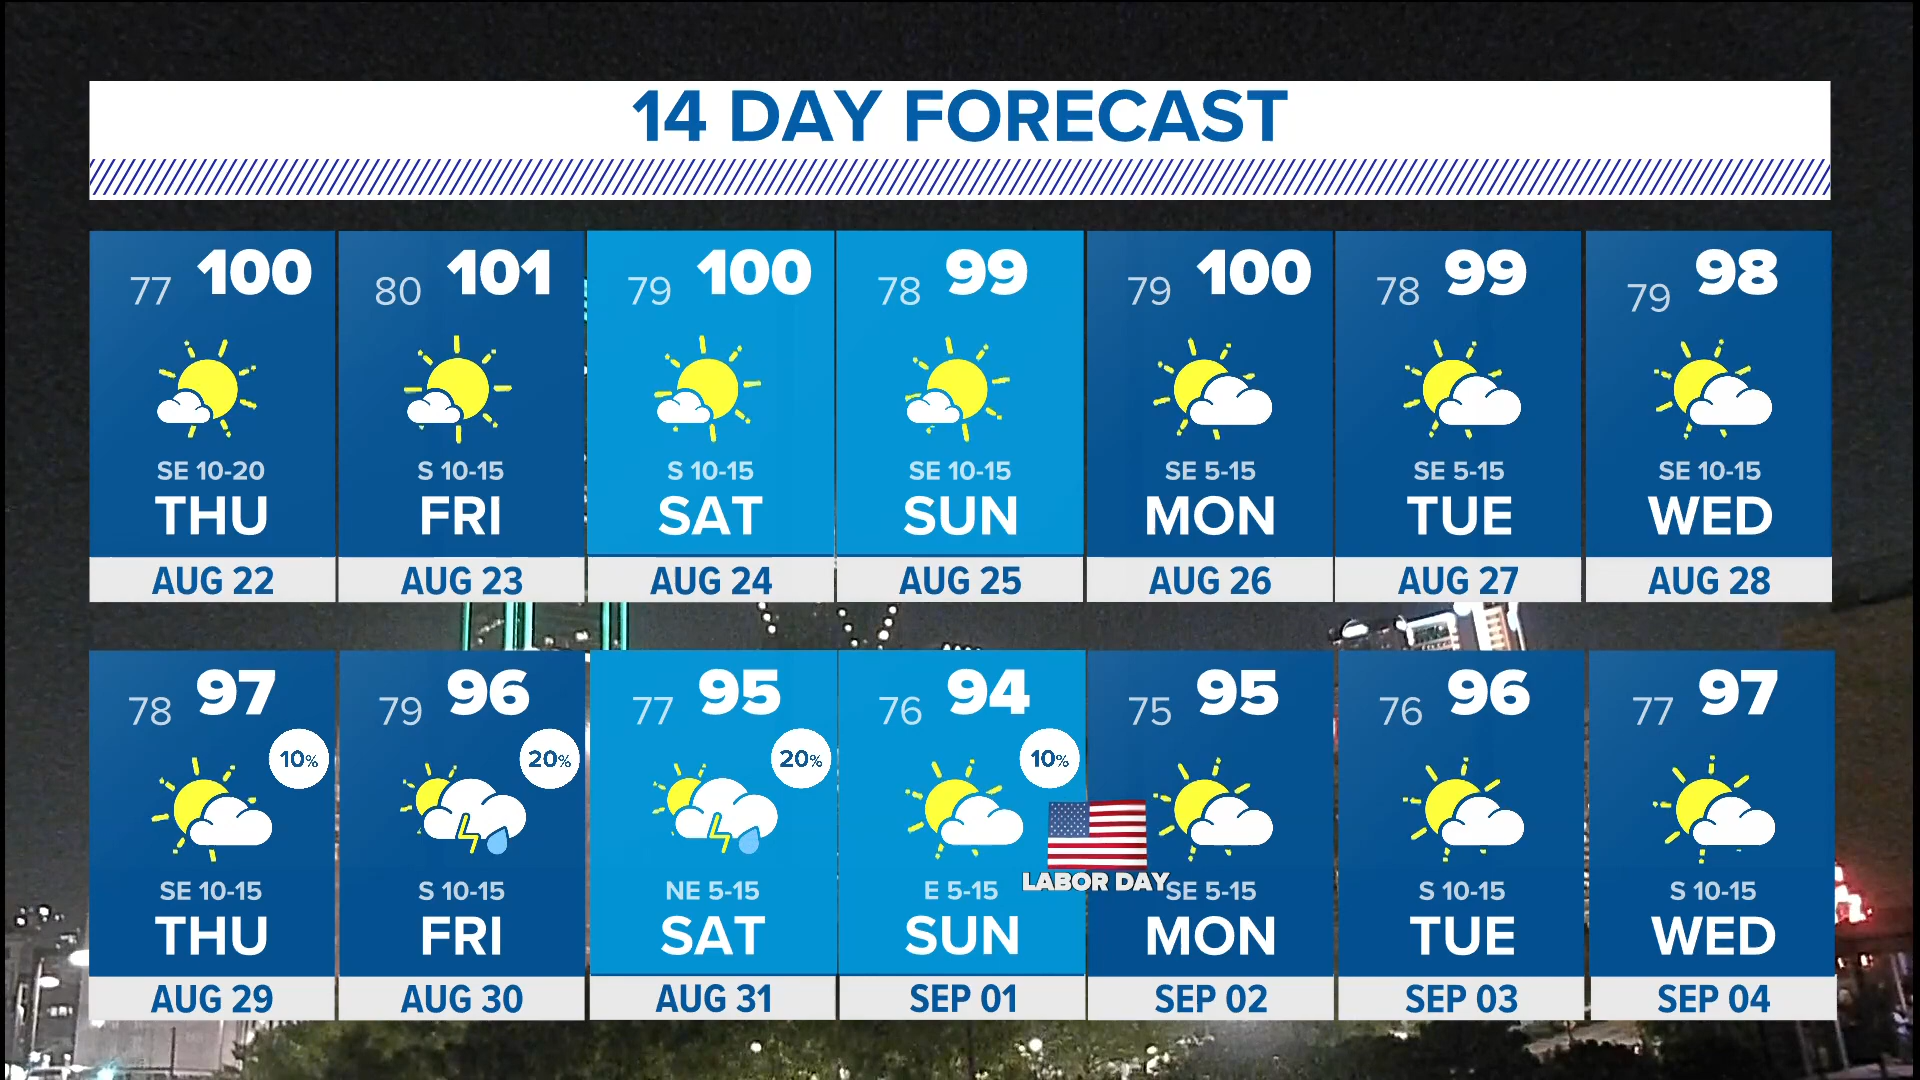 14 DAY FORECAST
77 100
80 101
79 100
78 99
79 100
78 99
79 98
SE 10-20
S 10-15
S 10-15
SE 10-15
SE 5-15
SE 5-15
SE 10-15
THU
FRI
SAT
SUN
MON
TUE
WED
AUG 22
AUG 23
AUG 24
AUG 25
AUG 26
AUG 27
AUG 28
78 97
79 96
77 95
76 94
75 95
76 96
77 97
10%
20%
20%
10%
LABOR DAY
SE 10-15
S 10-15
NE 5-15
E 5-15
SE 5-15
S 10-15
S 10-15
THU
FRI
SAT
SUN
MON
TUE
WED
AUG 29
AUG 30
AUG 31
SEP 01
SEP 02
SEP 03
SEP 04